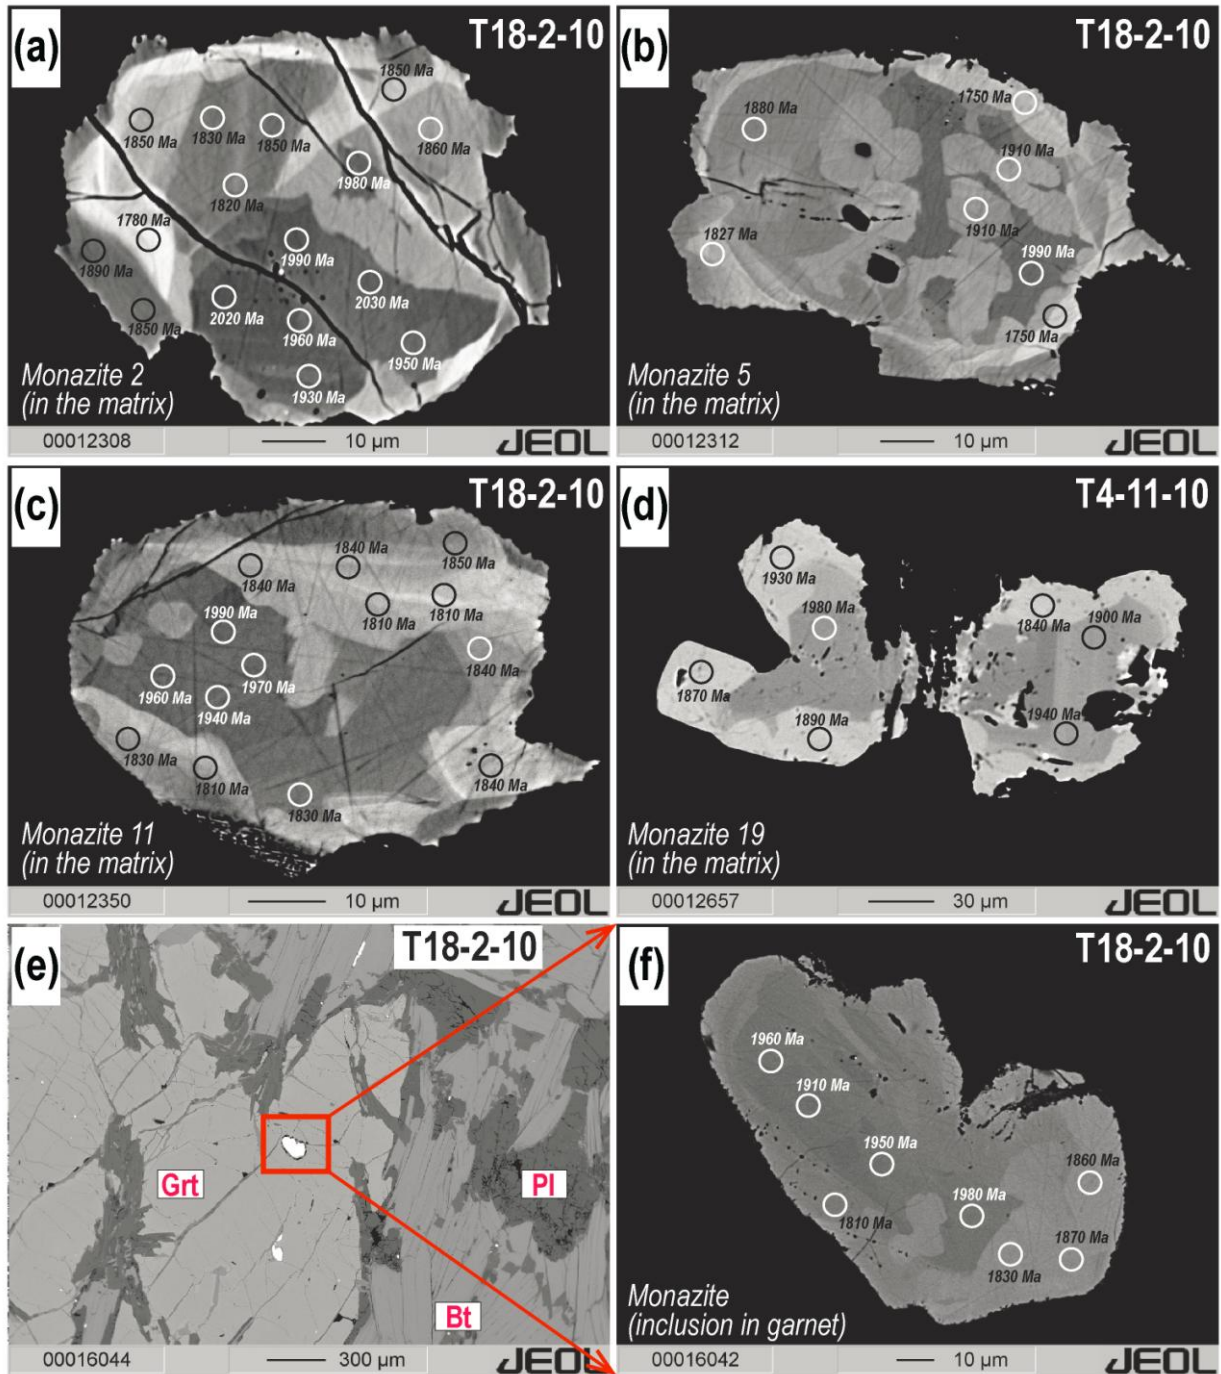 (a)
T18-2-10
1850 Ma
1850 Ma
1830 Ma
1850 Ma
1860 Ma
1980 Ma
1820 Ma
1780 Ma
1890 Ma
1990 Ma
2030 Ma
1850 Ma
2020 Ma
1960 Ma
1950 Ma
1930 Ma
Monazite 2
(in the matrix)
00012308
10 µm
JEOL
(b)
T18-2-10
1750 Ma
1880 Ma
1910 Ma
1910 Ma
1827 Ma
1990 Ma
1750 Ma
Monazite 5
(in the matrix)
00012312
10 µm
JEOL
(c)
T18-2-10
1840 Ma
1850 Ma
1840 Ma
1810 Ma
1810 Ma
1990 Ma
1840 Ma
1970 Ma
1960 Ma
1940 Ma
1830 Ma
1810 Ma
1840 Ma
1830 Ma
Monazite 11
(in the matrix)
00012350
10 µm
JEOL
(d)
T4-11-10
1930 Ma
1980 Ma
1840 Ma
1900 Ma
1870 Ma
1890 Ma
1940 Ma
Monazite 19
(in the matrix)
00012657
30 µm
JEOL
(e)
T18-2-10
Grt
Pl
Bt
00016044
300 µm
JEOL
(f)
T18-2-10
1960 Ma
1910 Ma
1950 Ma
1860 Ma
1980 Ma
1810 Ma
1870 Ma
1830 Ma
Monazite
(inclusion in garnet)
00016042
10 µm
JEOL